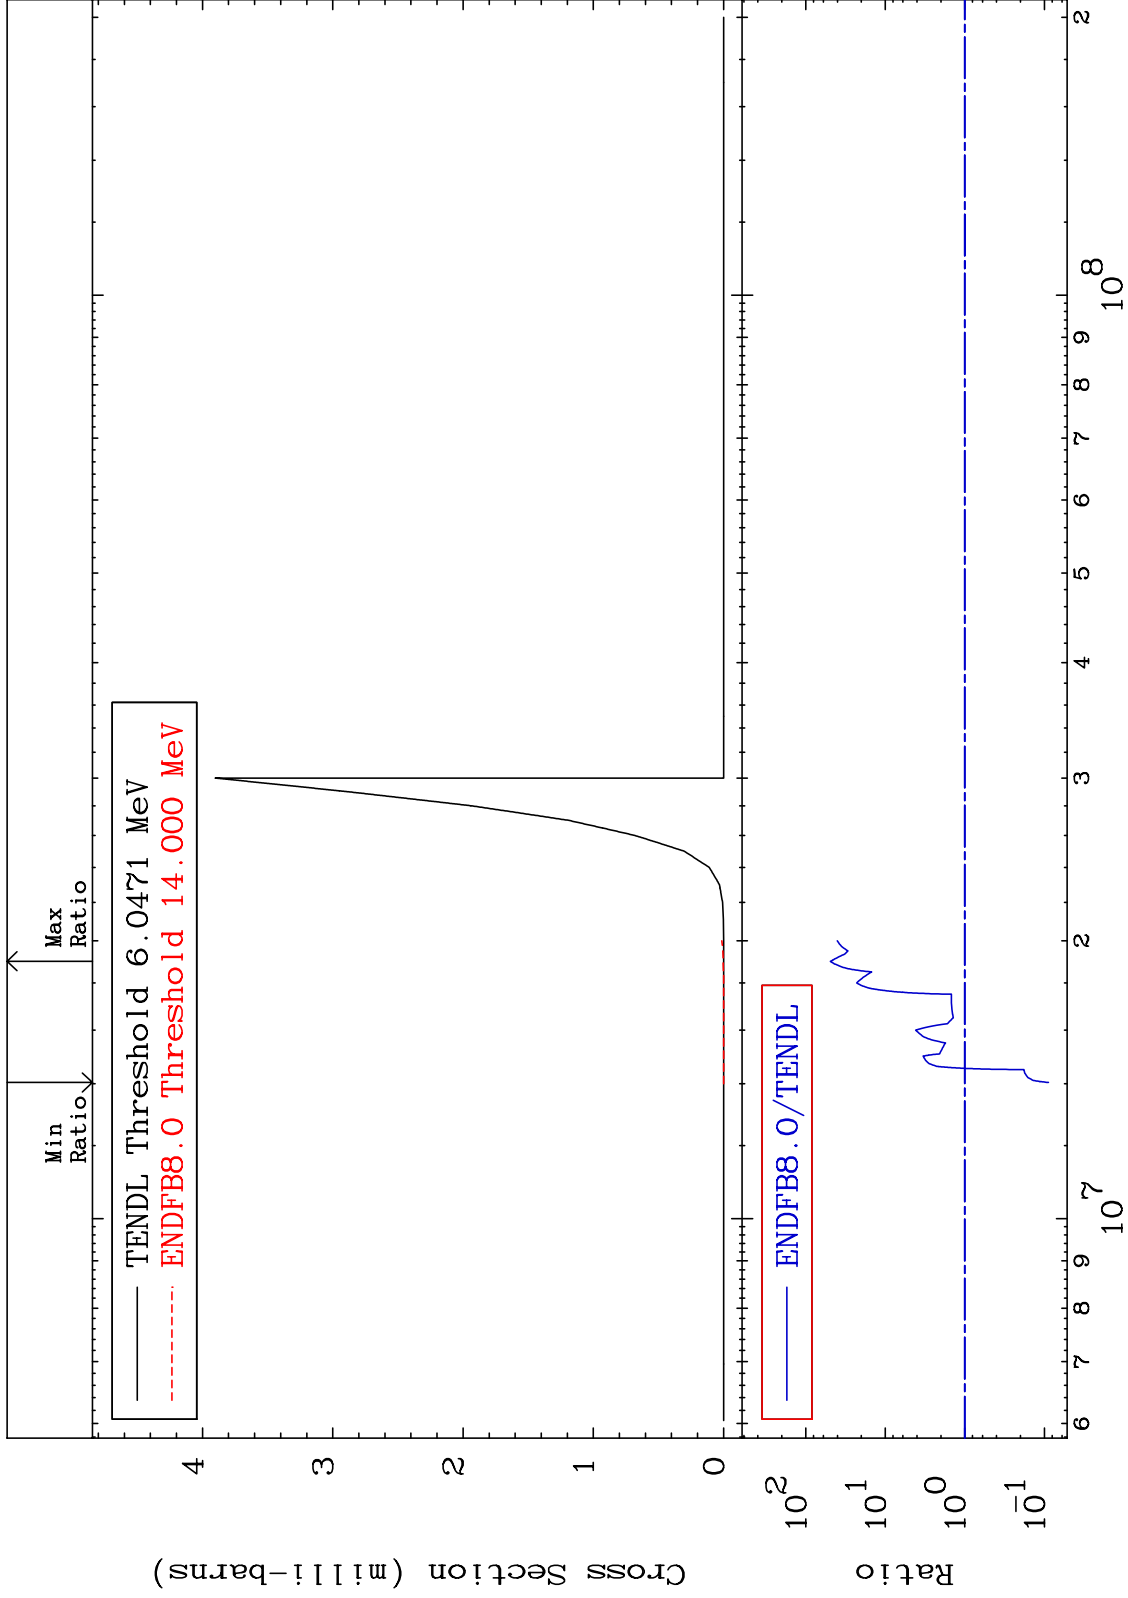 Min
Ratio
Max
Ratio
TENDL Threshold 6.0471 MeV
ENDFB8.0 Threshold 14.000 MeV
4
3
2
1
0
Cross Section (milli-barns)
ENDFB8.0/TENDL
10^2
10^1
10^0
10^-1
Ratio
6 7 8 9 10^7 2 3 4 5 6 7 8 9 10^8 2